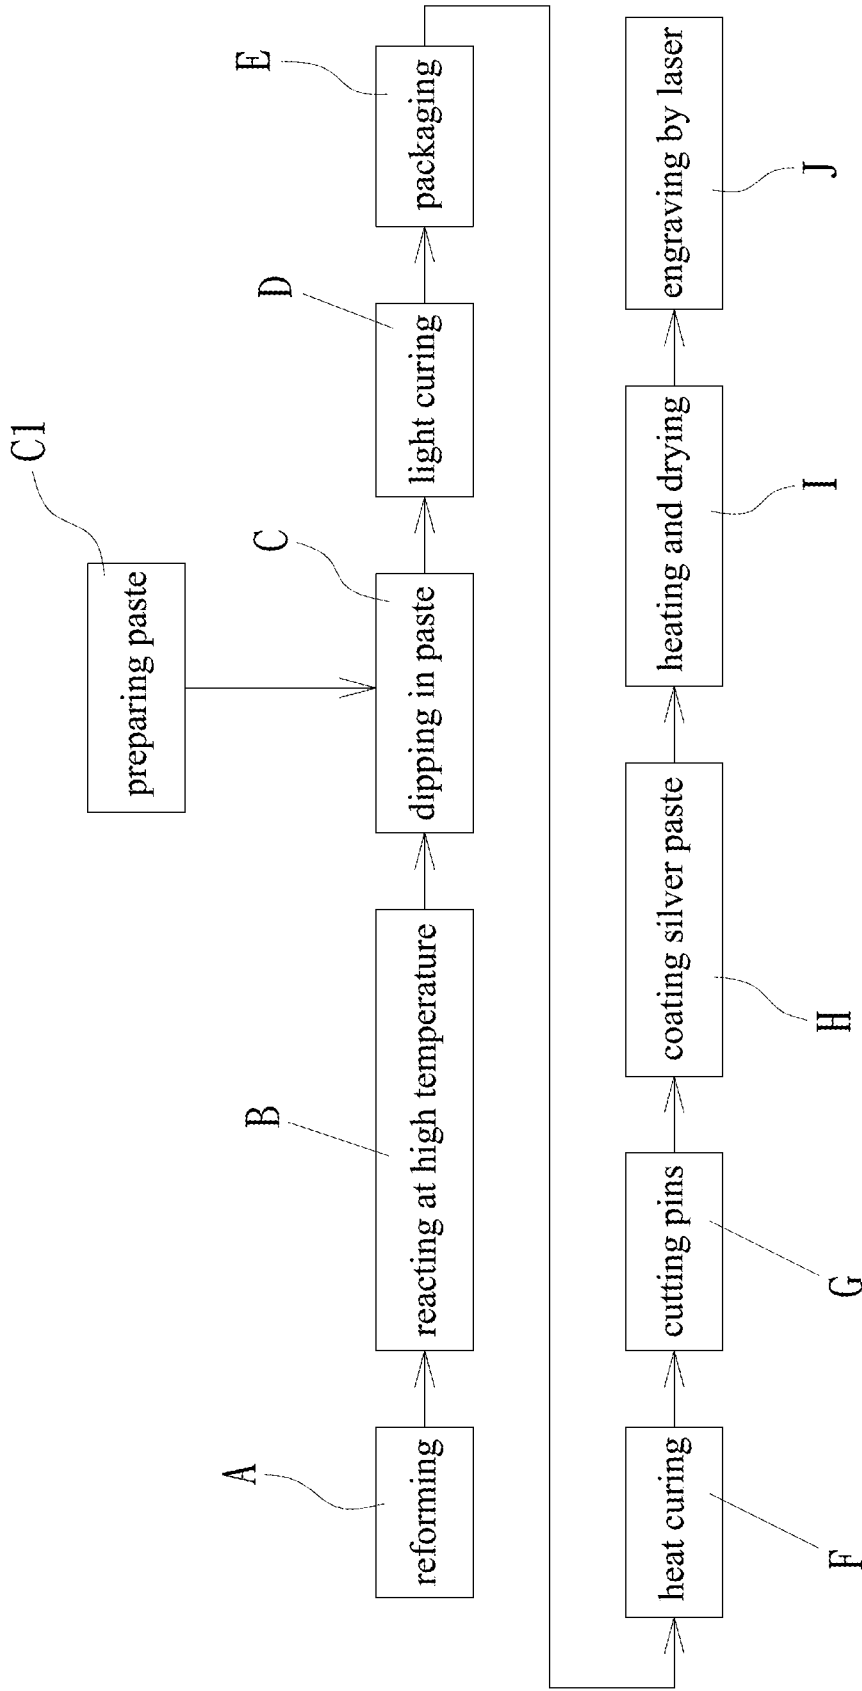 C1
preparing paste
A
reforming
B
reacting at high temperature
C
dipping in paste
D
light curing
E
packaging
heat curing
F
cutting pins
G
coating silver paste
H
heating and drying
I
engraving by laser
J